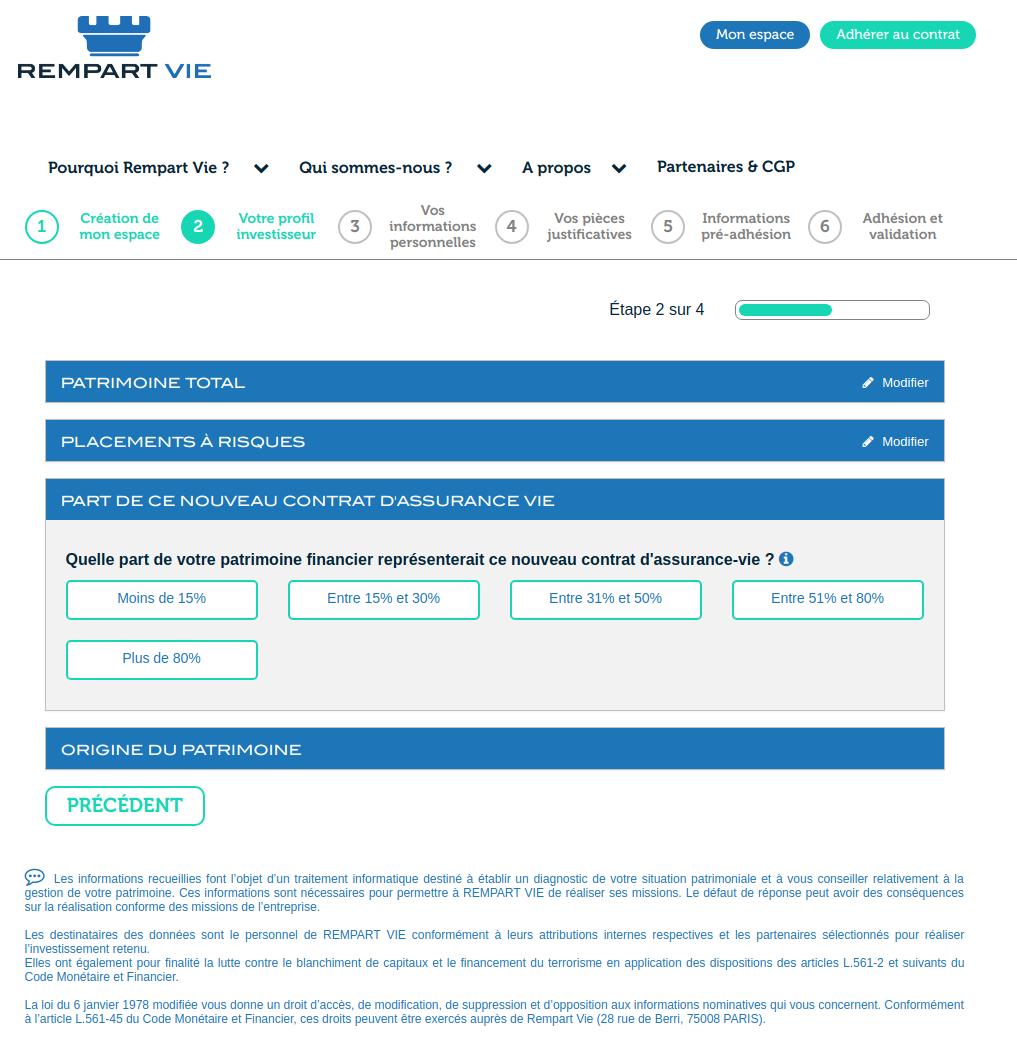 REMPART VIE
Mon espace
Adhérer au contrat
Pourquoi Rempart Vie ?
Qui sommes-nous ?
A propos
Partenaires & CGP
1
Création de
mon espace
2
Votre profil
investisseur
3
Vos
informations
personnelles
4
Vos pièces
justificatives
5
Informations
pré-adhésion
6
Adhésion et
validation
Étape 2 sur 4
PATRIMOINE TOTAL
Modifier
PLACEMENTS À RISQUES
Modifier
PART DE CE NOUVEAU CONTRAT D'ASSURANCE VIE
Quelle part de votre patrimoine financier représenterait ce nouveau contrat d'assurance-vie ?
Moins de 15%
Entre 15% et 30%
Entre 31% et 50%
Entre 51% et 80%
Plus de 80%
ORIGINE DU PATRIMOINE
PRÉCÉDENT
Les informations recueillies font l’objet d’un traitement informatique destiné à établir un diagnostic de votre situation patrimoniale et à vous conseiller relativement à la
gestion de votre patrimoine. Ces informations sont nécessaires pour permettre à REMPART VIE de réaliser ses missions. Le défaut de réponse peut avoir des conséquences
sur la réalisation conforme des missions de l’entreprise.
Les destinataires des données sont le personnel de REMPART VIE conformément à leurs attributions internes respectives et les partenaires sélectionnés pour réaliser
l’investissement retenu.
Elles ont également pour finalité la lutte contre le blanchiment de capitaux et le financement du terrorisme en application des dispositions des articles L.561-2 et suivants du
Code Monétaire et Financier.
La loi du 6 janvier 1978 modifiée vous donne un droit d’accès, de modification, de suppression et d’opposition aux informations nominatives qui vous concernent. Conformément
à l’article L.561-45 du Code Monétaire et Financier, ces droits peuvent être exercés auprès de Rempart Vie (28 rue de Berri, 75008 PARIS).